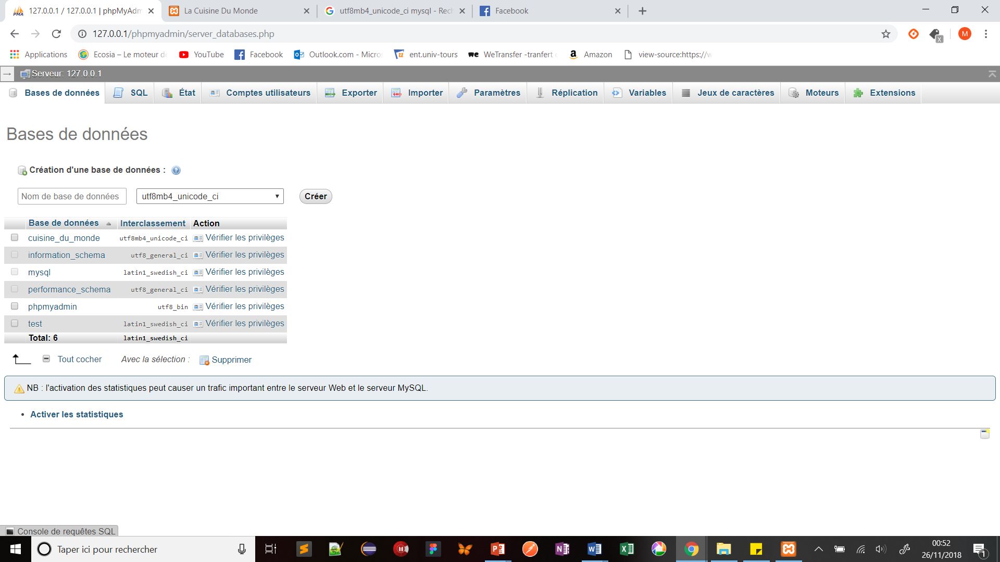 127.0.0.1 / 127.0.0.1 | phpMyAdm
La Cuisine Du Monde
utf8mb4_unicode_ci mysql - Rech
Facebook
127.0.0.1/phpmyadmin/server_databases.php
M
X
Applications
Ecosia – Le moteur d
YouTube
Facebook
Outlook.com - Micro
ent.univ-tours
WeTransfer -tranfert
Amazon
view-source:https://w
Serveur: 127.0.0.1
Bases de données
SQL
État
Comptes utilisateurs
Exporter
Importer
Paramètres
Réplication
Variables
Jeux de caractères
Moteurs
Extensions
Bases de données
Création d'une base de données :
Nom de base de données
utf8mb4_unicode_ci
Créer
Base de données Interclassement Action
cuisine_du_monde utf8mb4_unicode_ci Vérifier les privilèges
information_schema utf8_general_ci Vérifier les privilèges
mysql latin1_swedish_ci Vérifier les privilèges
performance_schema utf8_general_ci Vérifier les privilèges
phpmyadmin utf8_bin Vérifier les privilèges
test latin1_swedish_ci Vérifier les privilèges
Total: 6 latin1_swedish_ci
Tout cocher Avec la sélection : Supprimer
NB : l'activation des statistiques peut causer un trafic important entre le serveur Web et le serveur MySQL.
• Activer les statistiques
Console de requêtes SQL
Taper ici pour rechercher
00:52
26/11/2018
1